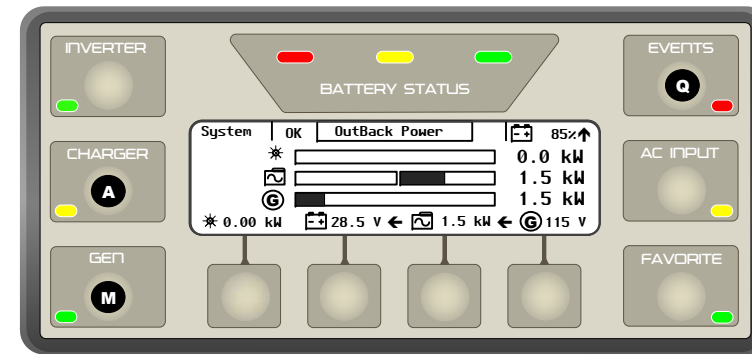 INVERTER
EVENTS
BATTERY STATUS
Q
System OK OutBack Power 85%
0.0 kW
CHARGER
AC INPUT
A
1.5 kW
G 1.5 kW
0.00 kW 28.5 V 1.5 kW G 115 V
GEN
FAVORITE
M